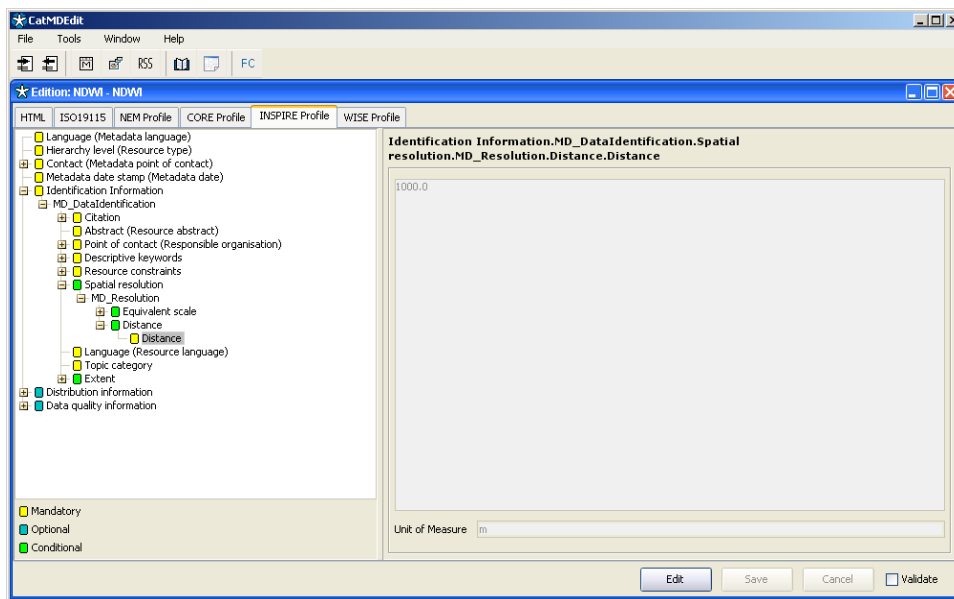 CatMDEdit
File Tools Window Help
RSS FC
Edition: NDWI - NDWI
HTML ISO19115 NEM Profile CORE Profile INSPIRE Profile WISE Profile
Language (Metadata language)
Hierarchy level (Resource type)
Contact (Metadata point of contact)
Metadata date stamp (Metadata date)
Identification Information
MD_DataIdentification
Citation
Abstract (Resource abstract)
Point of contact (Responsible organisation)
Descriptive keywords
Resource constraints
Spatial resolution
MD_Resolution
Equivalent scale
Distance
Distance
Language (Resource language)
Topic category
Extent
Distribution information
Data quality information
Mandatory
Optional
Conditional
Identification Information.MD_DataIdentification.Spatial
resolution.MD_Resolution.Distance.Distance
1000.0
Unit of Measure m
Edit Save Cancel Validate